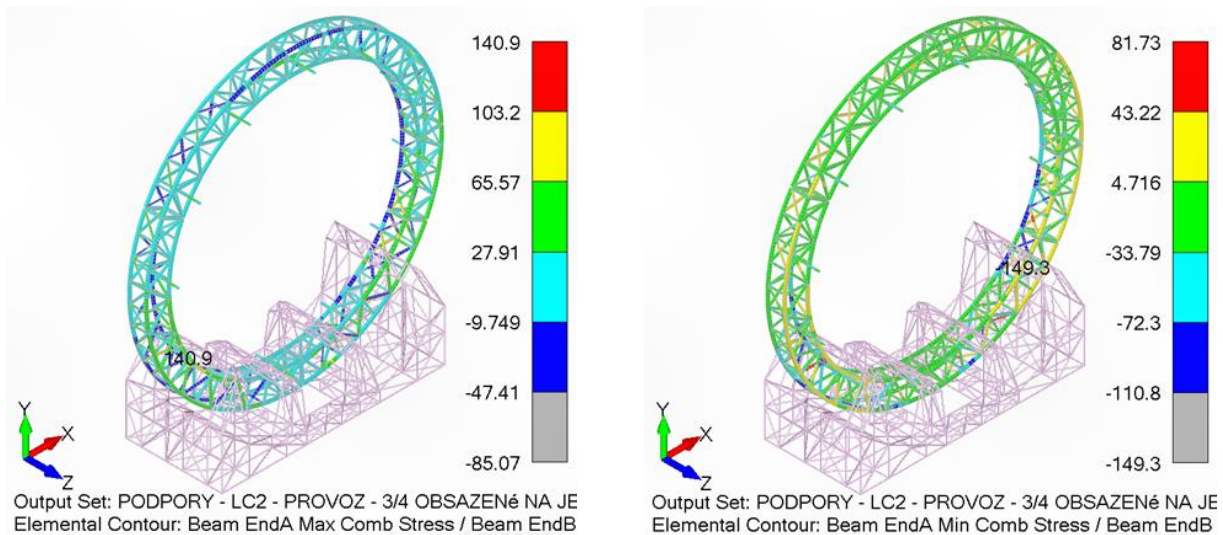 140.9
103.2
65.57
27.91
-9.749
-47.41
-85.07
140.9
Y
X
Z
Output Set: PODPORY - LC2 - PROVOZ - 3/4 OBSAZENé NA JE
Elemental Contour: Beam EndA Max Comb Stress / Beam EndB
81.73
43.22
4.716
-33.79
-72.3
-110.8
-149.3
-149.3
Y
X
Z
Output Set: PODPORY - LC2 - PROVOZ - 3/4 OBSAZENé NA JE
Elemental Contour: Beam EndA Min Comb Stress / Beam EndB